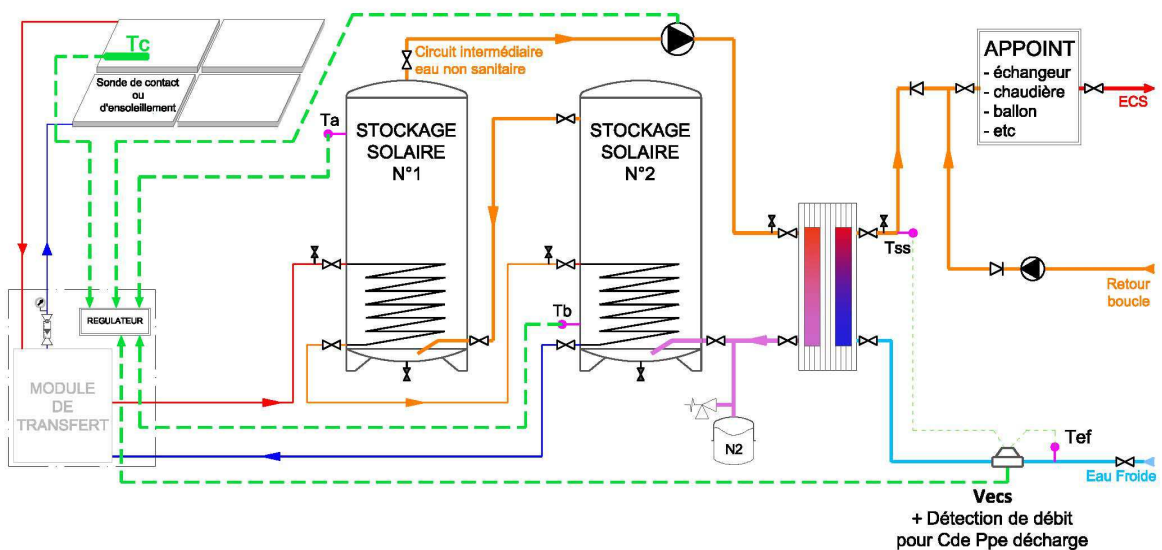 Tc
Sonde de contact
ou
d'ensoleillement
Circuit intermédiaire
eau non sanitaire
APPOINT
- échangeur
- chaudière
- ballon
- etc
ECS
Ta
STOCKAGE
SOLAIRE
N°1
STOCKAGE
SOLAIRE
N°2
Tss
Retour
boucle
REGULATEUR
Tb
MODULE
DE
TRANSFERT
N2
Tef
Eau Froide
Vecs
+ Détection de débit
pour Cde Ppe décharge